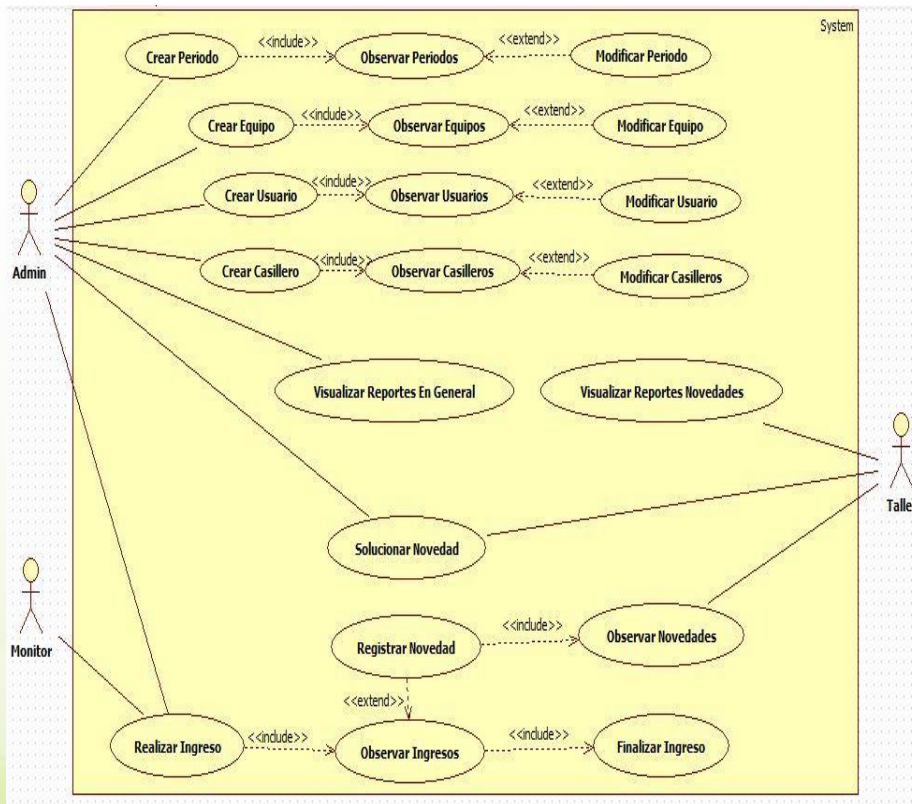 System
Crear Periodo
<<include>>
Observar Periodos
<<extend>>
Modificar Periodo
Crear Equipo
<<include>>
Observar Equipos
<<extend>>
Modificar Equipo
Crear Usuario
<<include>>
Observar Usuarios
<<extend>>
Modificar Usuario
Admin
Crear Casillero
<<include>>
Observar Casilleros
<<extend>>
Modificar Casilleros
Visualizar Reportes En General
Visualizar Reportes Novedades
Talle
Solucionar Novedad
Monitor
Registrar Novedad
<<include>>
Observar Novedades
<<extend>>
Realizar Ingreso
<<include>>
Observar Ingresos
<<include>>
Finalizar Ingreso